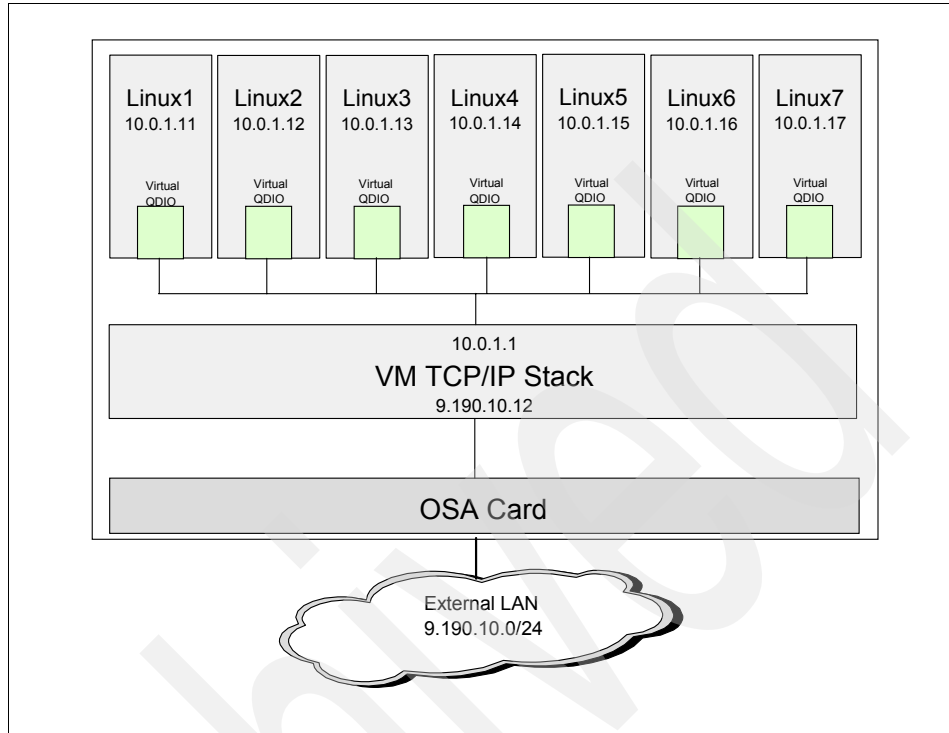 Linux1
10.0.1.11
Linux2
10.0.1.12
Linux3
10.0.1.13
Linux4
10.0.1.14
Linux5
10.0.1.15
Linux6
10.0.1.16
Linux7
10.0.1.17
Virtual
QDIO
Virtual
QDIO
Virtual
QDIO
Virtual
QDIO
Virtual
QDIO
Virtual
QDIO
Virtual
QDIO
10.0.1.1
VM TCP/IP Stack
9.190.10.12
OSA Card
External LAN
9.190.10.0/24
hived